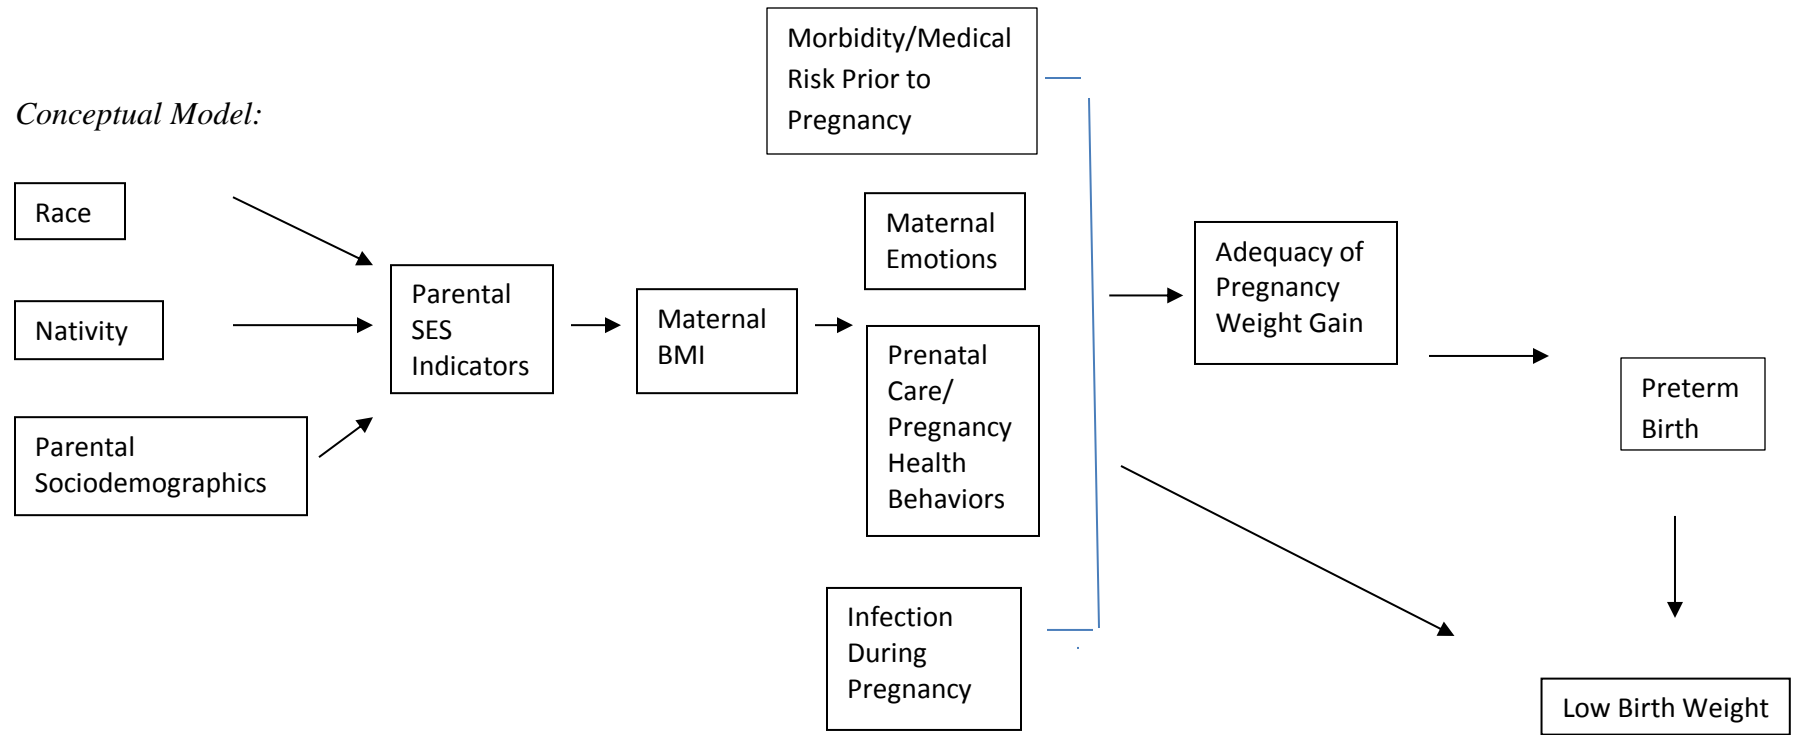 Conceptual Model:
Race
Nativity
Parental
Sociodemographics
Parental
SES
Indicators
Maternal
BMI
Morbidity/Medical
Risk Prior to
Pregnancy
Maternal
Emotions
Prenatal
Care/
Pregnancy
Health
Behaviors
Infection
During
Pregnancy
Adequacy of
Pregnancy
Weight Gain
Preterm
Birth
Low Birth Weight